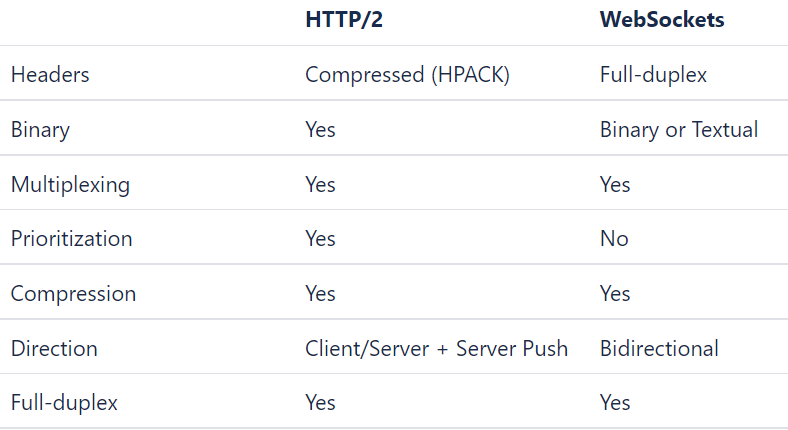 HTTP/2 WebSockets
Headers Compressed (HPACK) Full-duplex
Binary Yes Binary or Textual
Multiplexing Yes Yes
Prioritization Yes No
Compression Yes Yes
Direction Client/Server + Server Push Bidirectional
Full-duplex Yes Yes